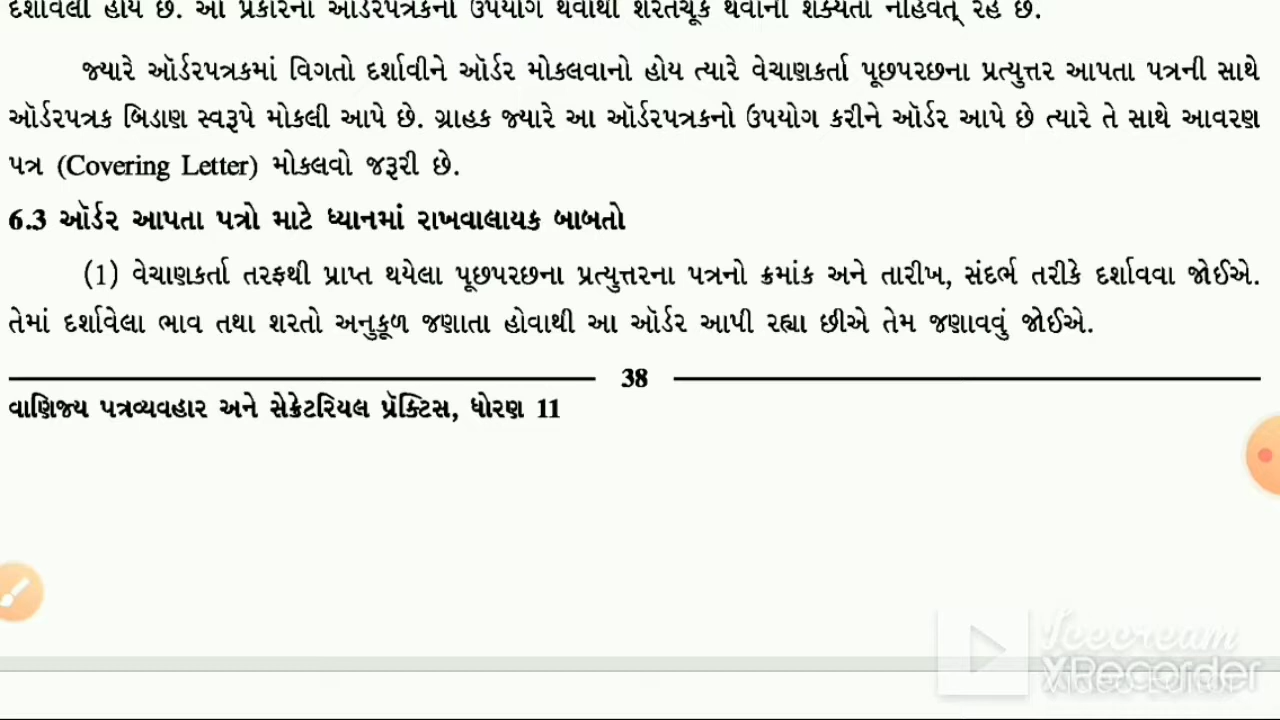 દર્શાવેલી હોય છે. આ પ્રકારના ઑર્ડરપત્રકનો ઉપયોગ થવાથી શરતચૂક થવાની શક્યતા નહિવત્ રહે છે.
જ્યારે ઑર્ડરપત્રકમાં વિગતો દર્શાવીને ઑર્ડર મોકલવાનો હોય ત્યારે વેચાણકર્તા પૂછપરછના પ્રત્યુત્તર આપતા પત્રની સાથે
ઑર્ડરપત્રક બિડાણ સ્વરૂપે મોકલી આપે છે. ગ્રાહક જ્યારે આ ઑર્ડરપત્રકનો ઉપયોગ કરીને ઑર્ડર આપે છે ત્યારે તે સાથે આવરણ
પત્ર (Covering Letter) મોકલવો જરૂરી છે.
6.3 ઑર્ડર આપતા પત્રો માટે ધ્યાનમાં રાખવાલાયક બાબતો
(1) વેચાણકર્તા તરફથી પ્રાપ્ત થયેલા પૂછપરછના પ્રત્યુત્તરના પત્રનો ક્રમાંક અને તારીખ, સંદર્ભ તરીકે દર્શાવવા જોઈએ.
તેમાં દર્શાવેલા ભાવ તથા શરતો અનુકૂળ જણાતા હોવાથી આ ઑર્ડર આપી રહ્યા છીએ તેમ જણાવવું જોઈએ.
38
વાણિજ્ય પત્રવ્યવહાર અને સેક્રેટરિયલ પ્રૅક્ટિસ, ધોરણ 11
Icecream
XRecorder
VIDEO EDITOR